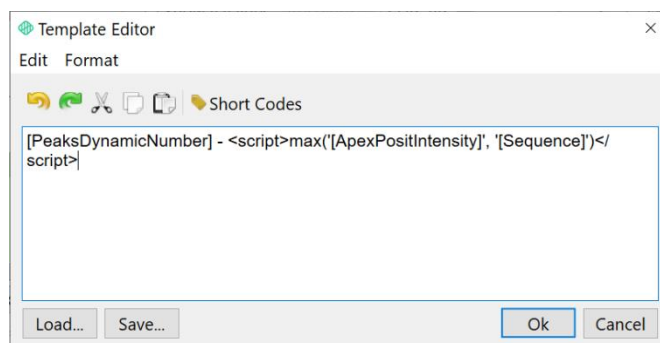 Template Editor
Edit Format
Short Codes
[PeaksDynamicNumber] - <script>max('[ApexPositIntensity]', '[Sequence]')</
script>
Load... Save... Ok Cancel